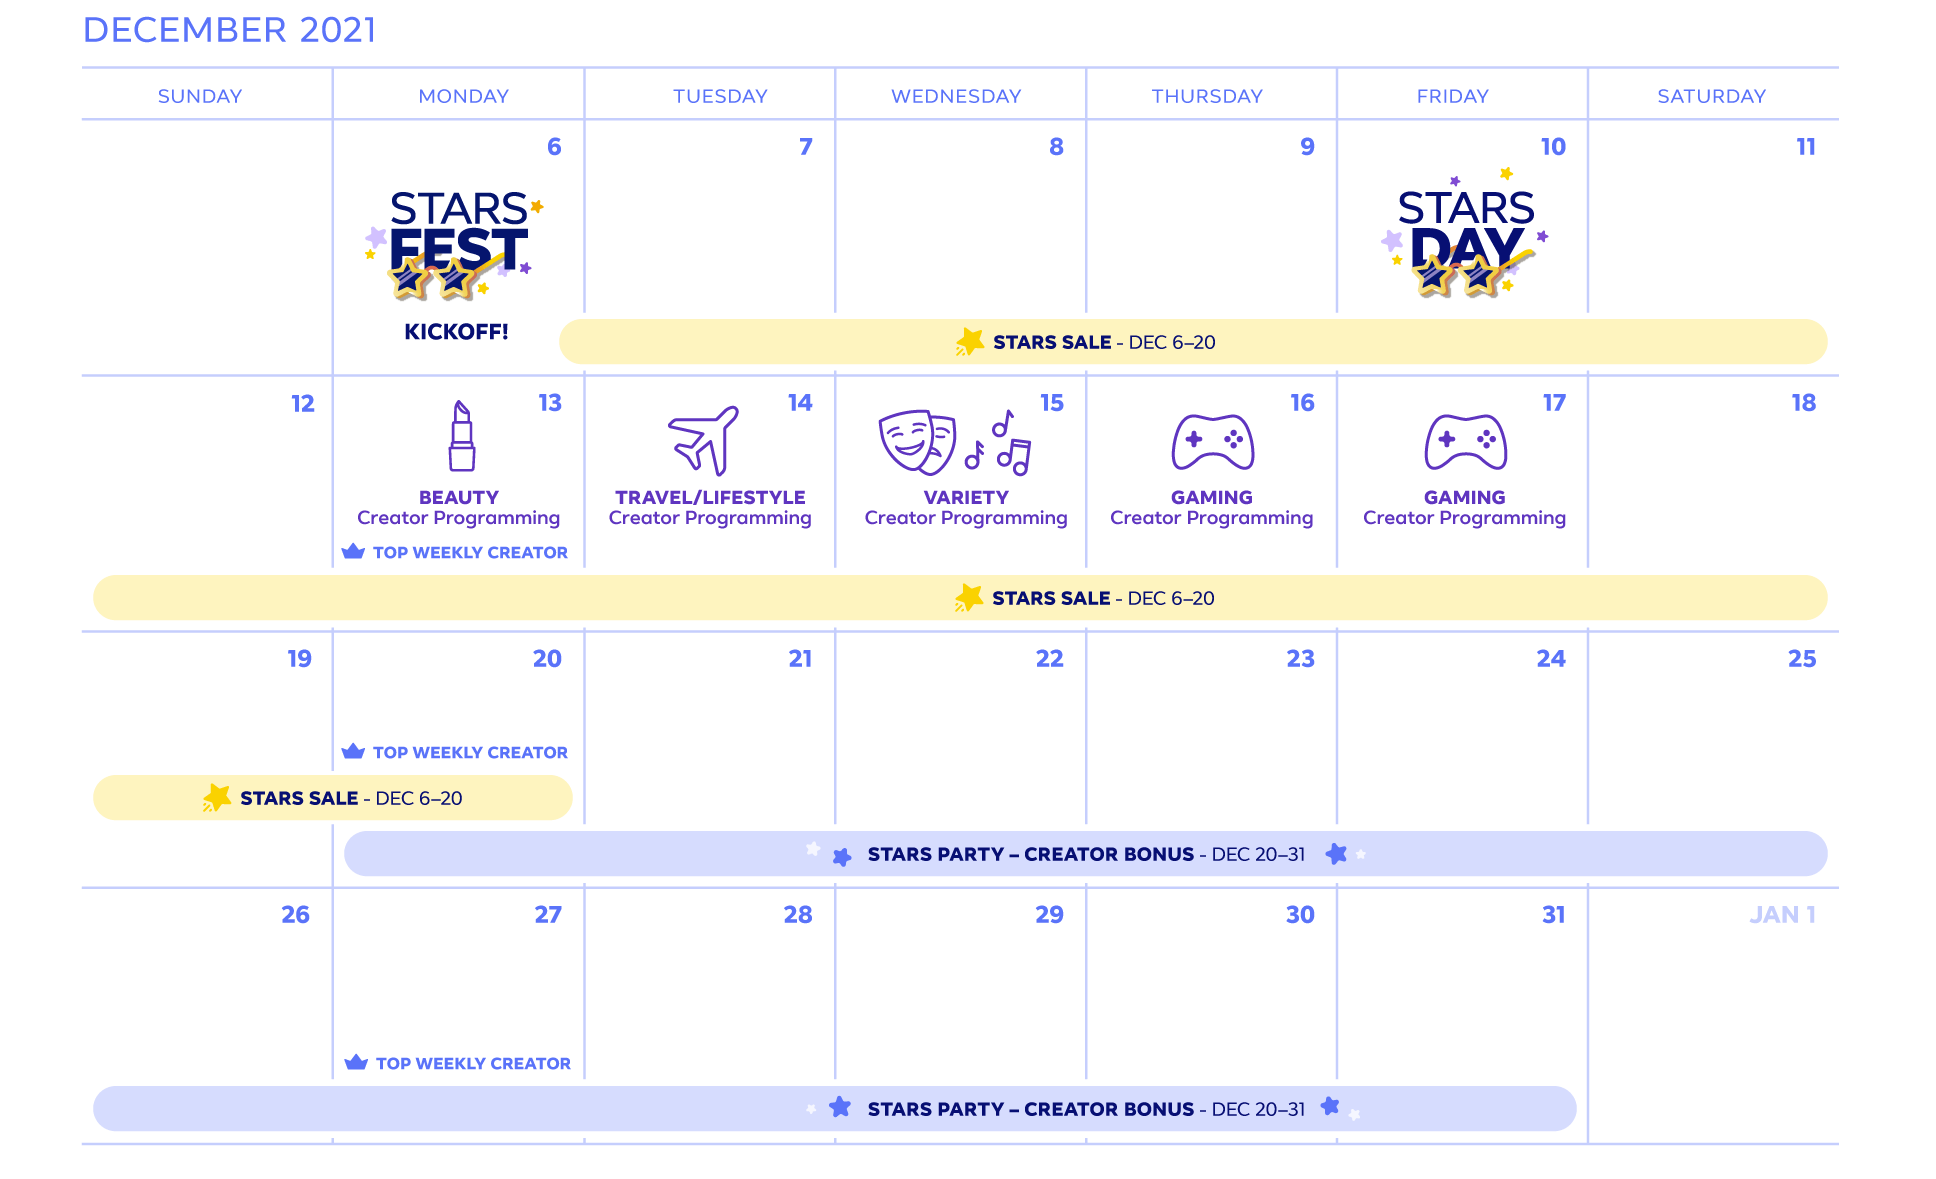 DECEMBER 2021
SUNDAY MONDAY TUESDAY WEDNESDAY THURSDAY FRIDAY SATURDAY
6 7 8 9 10 11
STARS
FEST
KICKOFF!
STARS
DAY
STARS SALE - DEC 6–20
12 13 14 15 16 17 18
BEAUTY
Creator Programming
TOP WEEKLY CREATOR
TRAVEL/LIFESTYLE
Creator Programming
VARIETY
Creator Programming
GAMING
Creator Programming
GAMING
Creator Programming
STARS SALE - DEC 6–20
19 20 21 22 23 24 25
TOP WEEKLY CREATOR
STARS SALE - DEC 6–20
STARS PARTY – CREATOR BONUS - DEC 20–31
26 27 28 29 30 31 JAN 1
TOP WEEKLY CREATOR
STARS PARTY – CREATOR BONUS - DEC 20–31